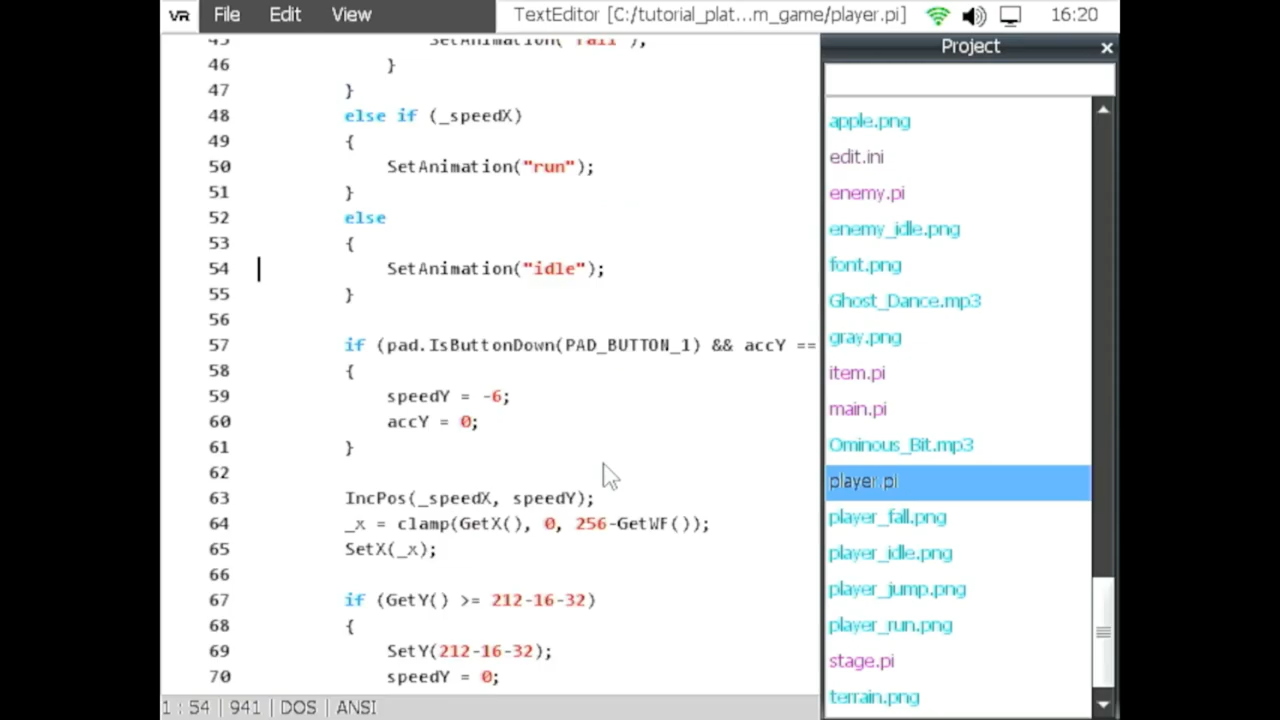 VR File Edit View TextEditor [C:/tutorial_plat...m_game/player.pi] 16:20
45 SetAnimation("fall");
46 }
47 }
48 else if (_speedX)
49 {
50 SetAnimation("run");
51 }
52 else
53 {
54 SetAnimation("idle");
55 }
56
57 if (pad.IsButtonDown(PAD_BUTTON_1) && accY ==
58 {
59 speedY = -6;
60 accY = 0;
61 }
62
63 IncPos(_speedX, speedY);
64 _x = clamp(GetX(), 0, 256-GetWF());
65 SetX(_x);
66
67 if (GetY() >= 212-16-32)
68 {
69 SetY(212-16-32);
70 speedY = 0;
1 : 54 | 941 | DOS | ANSI
Project
apple.png
edit.ini
enemy.pi
enemy_idle.png
font.png
Ghost_Dance.mp3
gray.png
item.pi
main.pi
Ominous_Bit.mp3
player.pi
player_fall.png
player_idle.png
player_jump.png
player_run.png
stage.pi
terrain.png